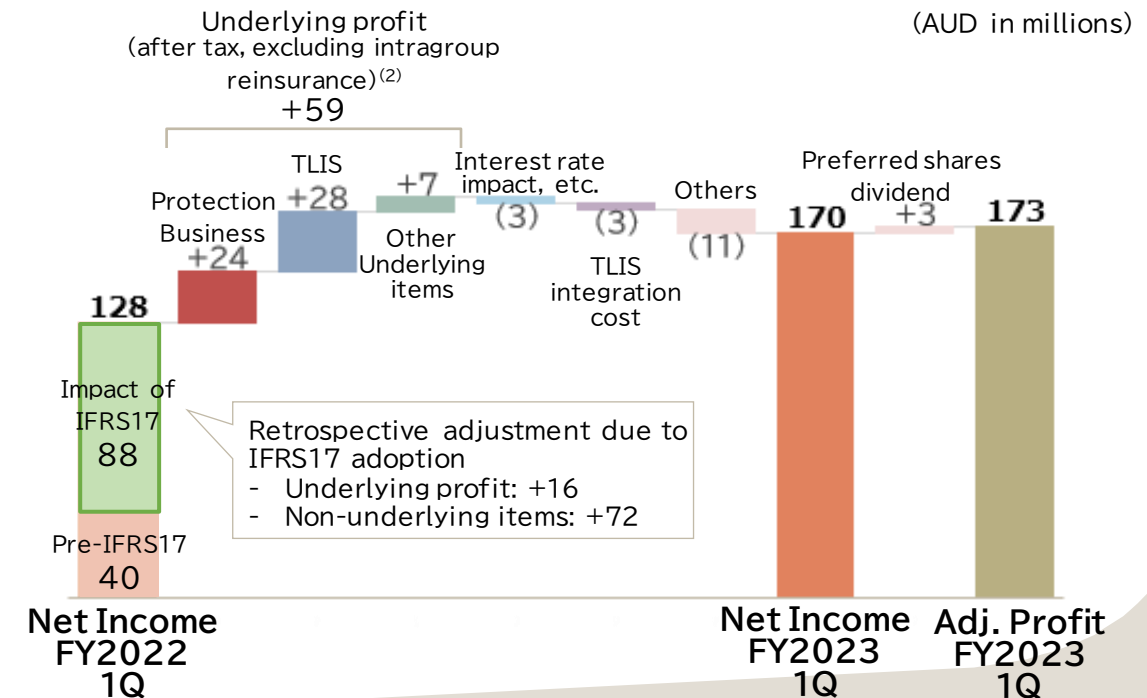 (AUD in millions)
Underlying profit
(after tax, excluding intragroup
reinsurance)(2)
+59
Protection
Business
+24
TLIS
+28
+7
Other
Underlying
items
Interest rate
impact, etc.
(3)
(3)
TLIS
integration
cost
Others
(11)
170
Preferred shares
dividend
+3
173
128
Impact of
IFRS17
88
Pre-IFRS17
40
Retrospective adjustment due to
IFRS17 adoption
- Underlying profit: +16
- Non-underlying items: +72
Net Income
FY2022
1Q
Net Income
FY2023
1Q
Adj. Profit
FY2023
1Q